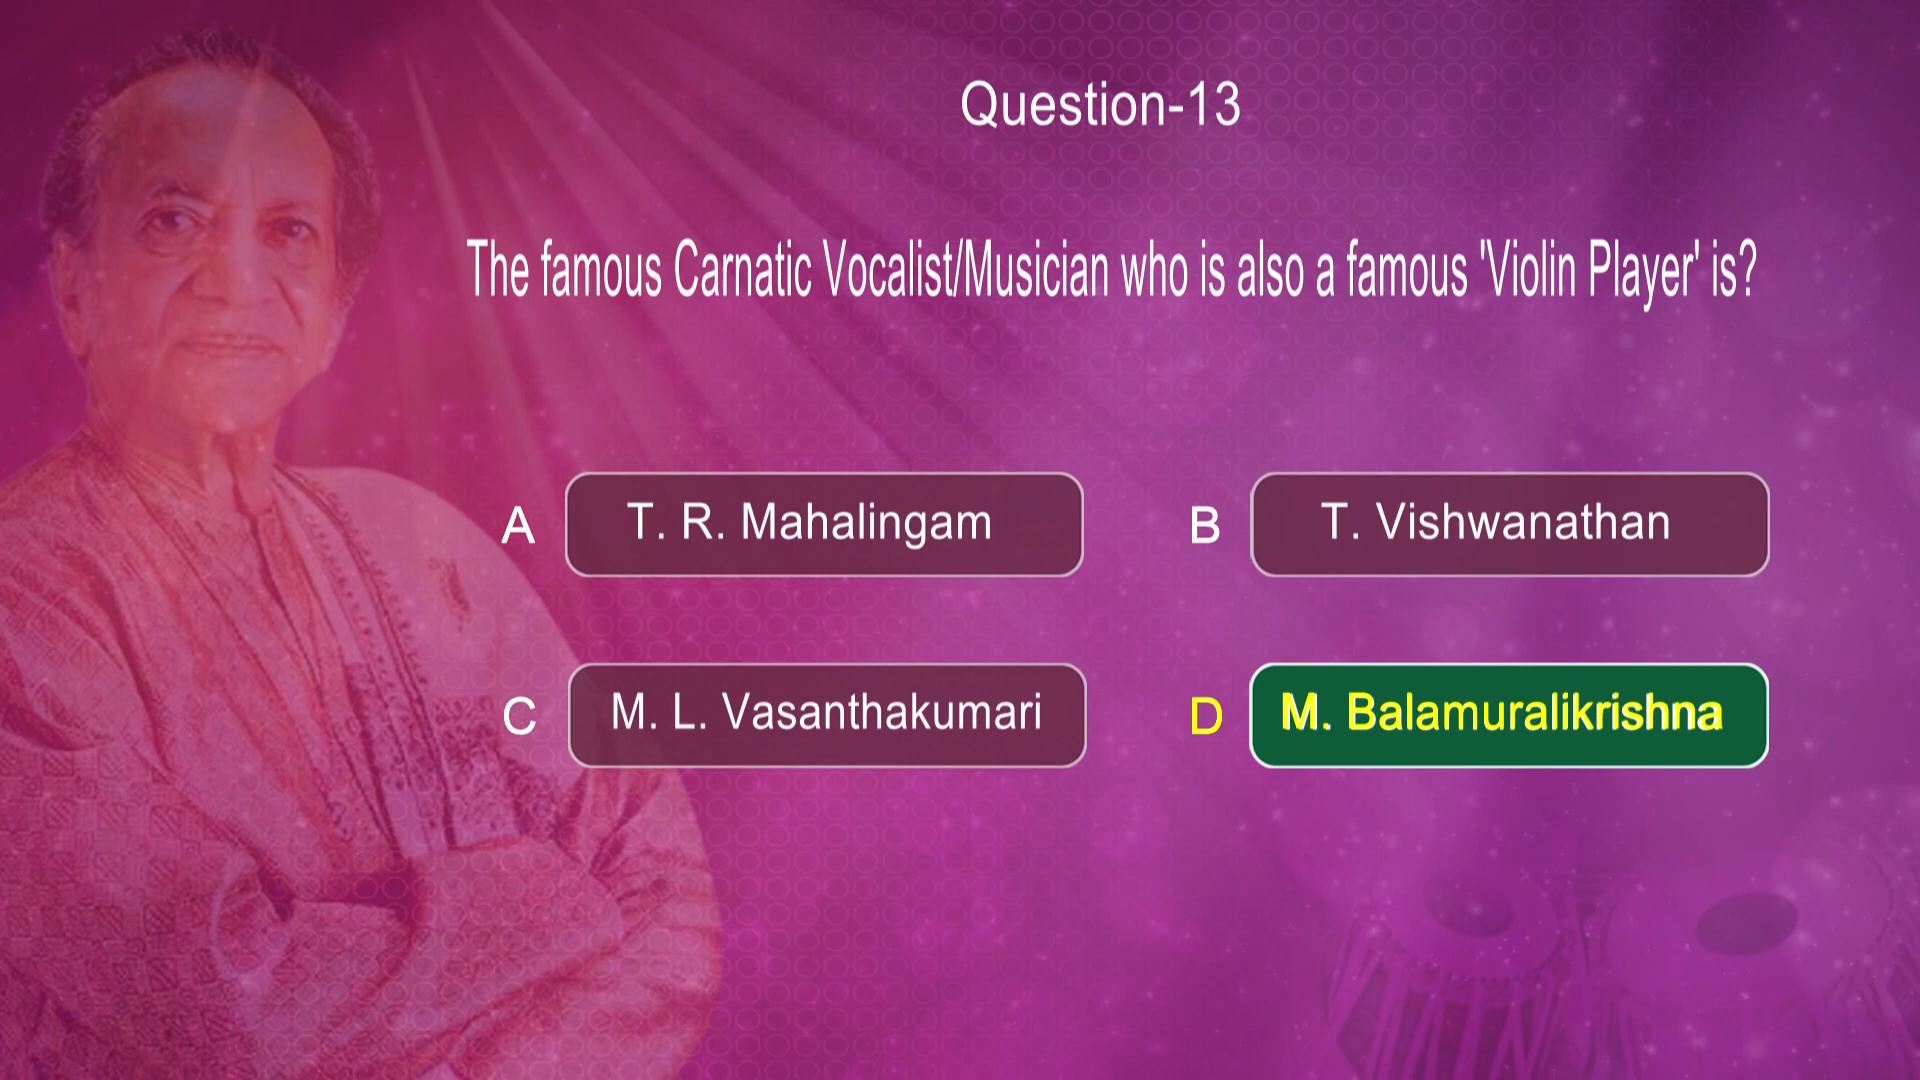 Question-13
The famous Carnatic Vocalist/Musician who is also a famous 'Violin Player' is?
A T. R. Mahalingam
B T. Vishwanathan
C M. L. Vasanthakumari
D M. Balamuralikrishna